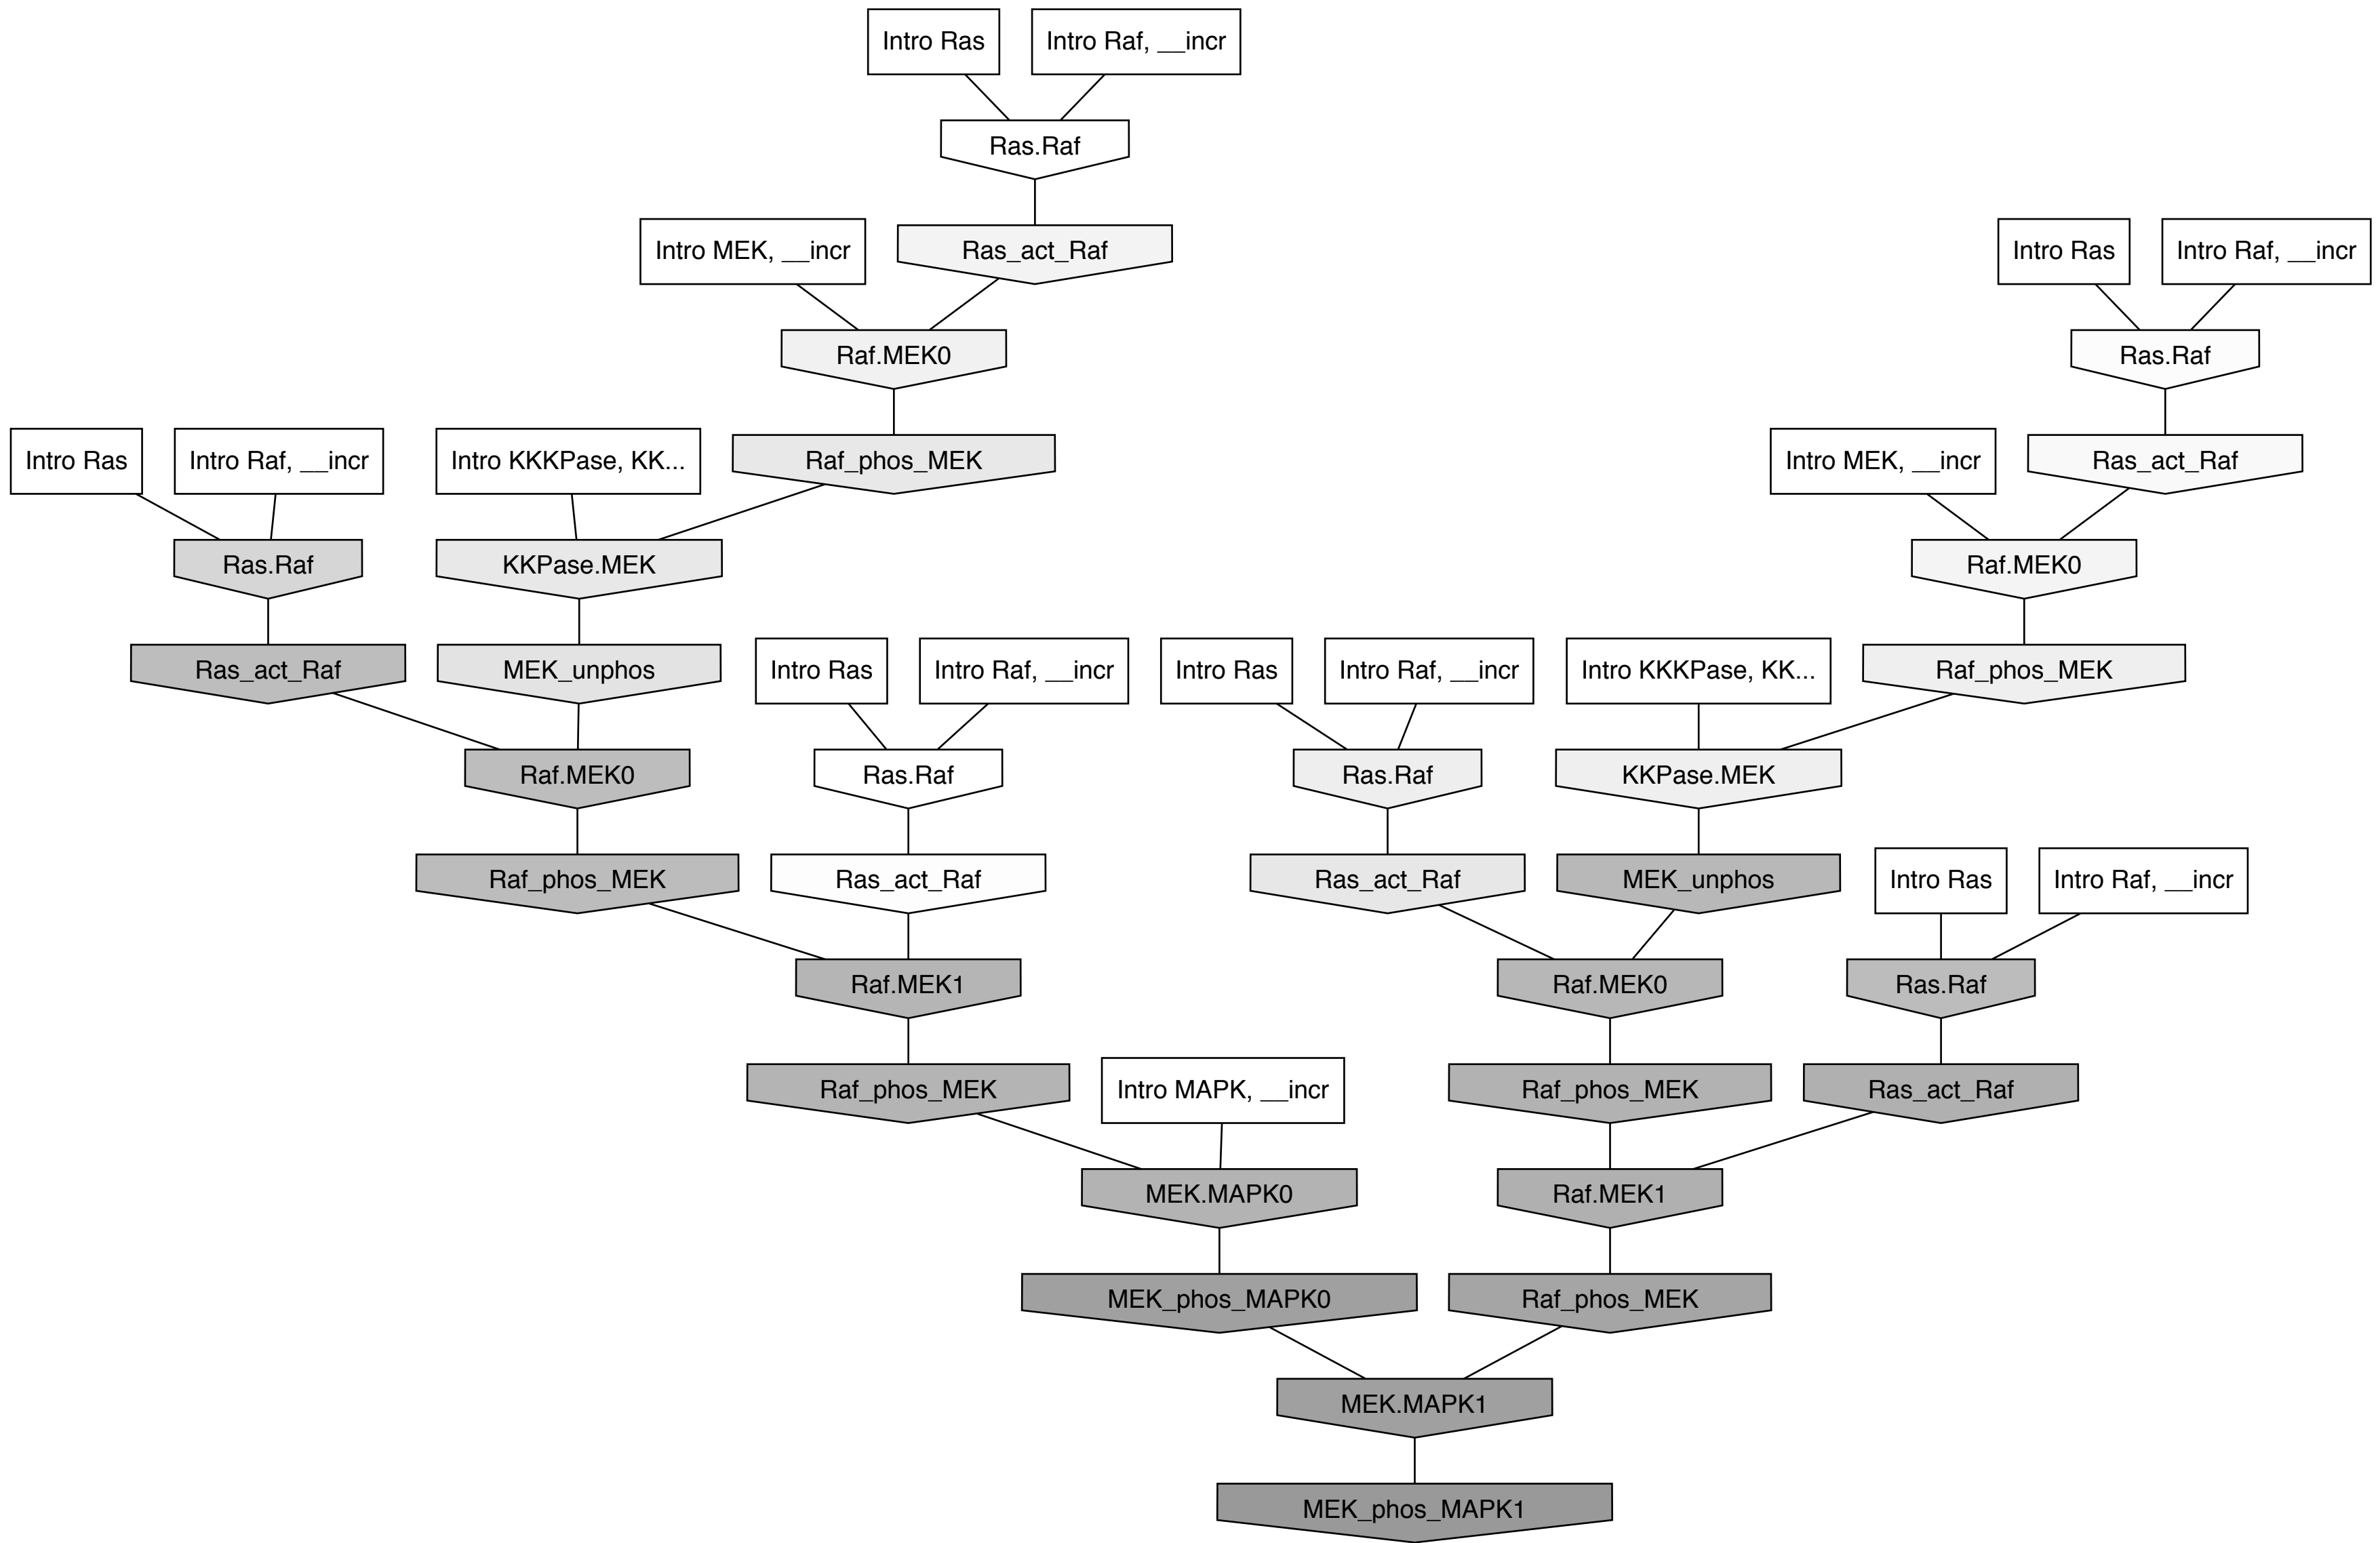 Intro Ras
Intro Raf, __incr
Ras.Raf
Intro MEK, __incr
Ras_act_Raf
Intro Ras
Intro Raf, __incr
Raf.MEK0
Ras.Raf
Intro Ras
Intro Raf, __incr
Intro KKKPase, KK...
Raf_phos_MEK
Intro MEK, __incr
Ras_act_Raf
Ras.Raf
KKPase.MEK
Raf.MEK0
Ras_act_Raf
MEK_unphos
Intro Ras
Intro Raf, __incr
Intro Ras
Intro Raf, __incr
Intro KKKPase, KK...
Raf_phos_MEK
Raf.MEK0
Ras.Raf
Ras.Raf
KKPase.MEK
Raf_phos_MEK
Ras_act_Raf
Ras_act_Raf
MEK_unphos
Intro Ras
Intro Raf, __incr
Raf.MEK1
Raf.MEK0
Ras.Raf
Raf_phos_MEK
Intro MAPK, __incr
Raf_phos_MEK
Ras_act_Raf
MEK.MAPK0
Raf.MEK1
MEK_phos_MAPK0
Raf_phos_MEK
MEK.MAPK1
MEK_phos_MAPK1